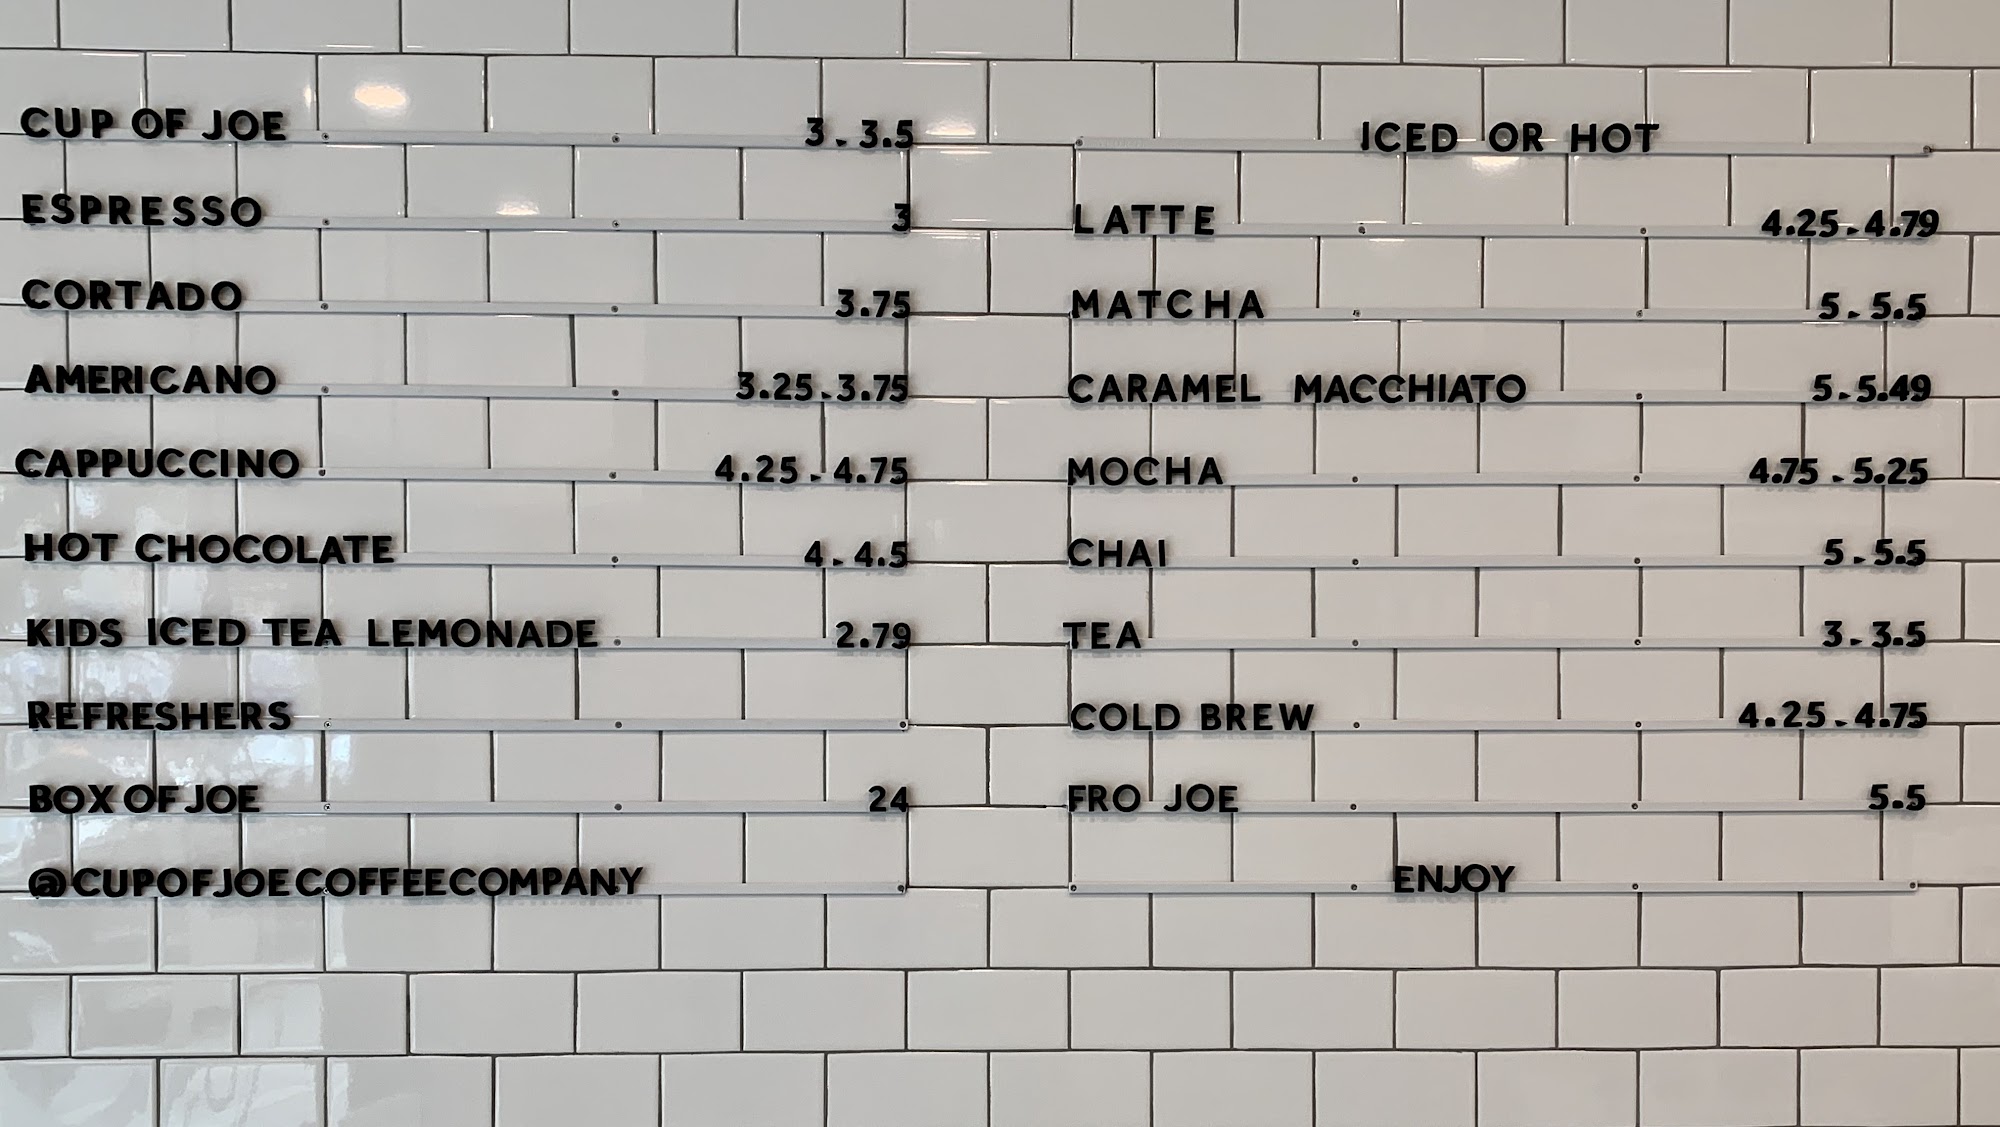 CUP OF JOE 3-3.5
ESPRESSO 3
CORTADO 3.75
AMERICANO 3.25-3.75
CAPPUCCINO 4.25-4.75
HOT CHOCOLATE 4-4.5
KIDS ICED TEA LEMONADE 2.79
REFRESHERS
BOX OF JOE 24
@CUPOFJOECOFFEECOMPANY
ICED OR HOT
LATTE 4.25-4.79
MATCHA 5-5.5
CARAMEL MACCHIATO 5-5.49
MOCHA 4.75-5.25
CHAI 5-5.5
TEA 3-3.5
COLD BREW 4.25-4.75
FRO JOE 5.5
ENJOY